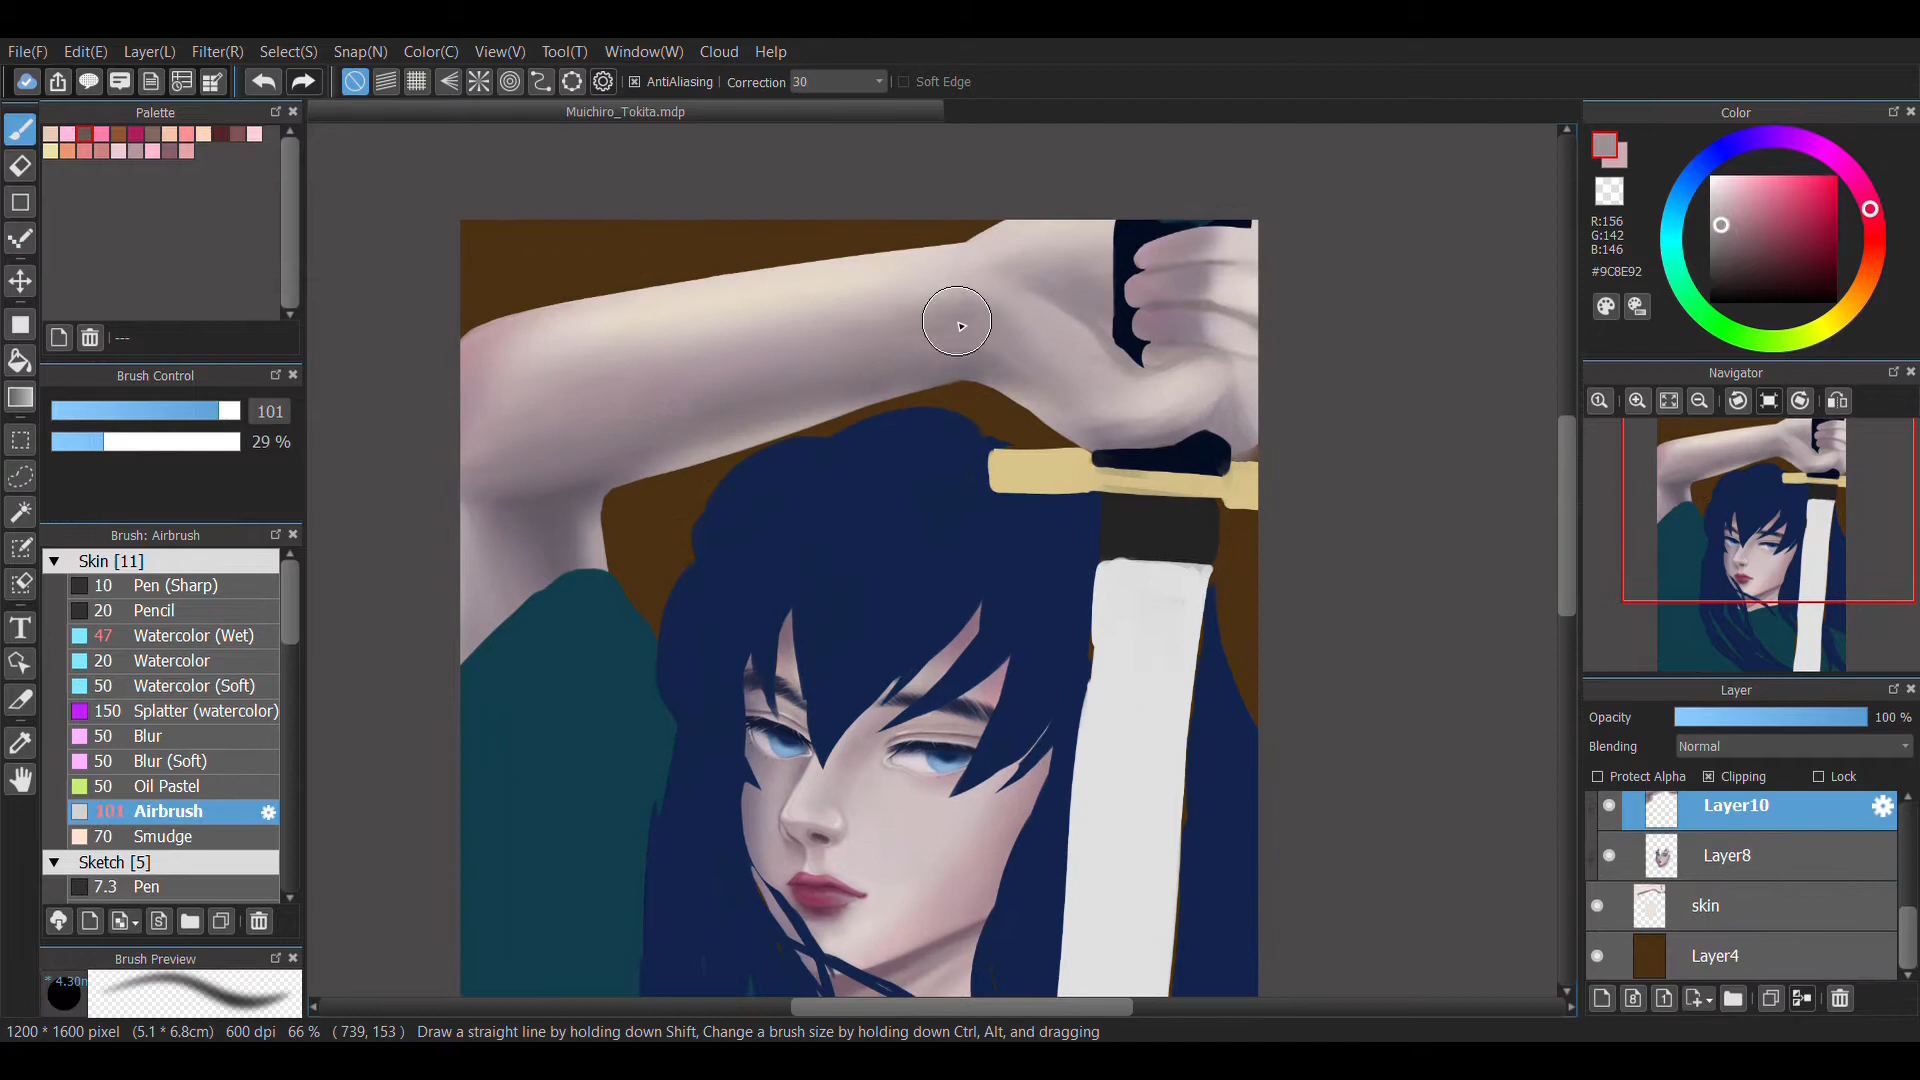 File(F) Edit(E) Layer(L) Filter(R) Select(S) Snap(N) Color(C) View(V) Tool(T) Window(W) Cloud Help
AntiAliasing Correction 30 Soft Edge
Palette
Muichiro_Tokita.mdp
---
Brush Control
101
29 %
Brush: Airbrush
Skin [11]
10 Pen (Sharp)
20 Pencil
47 Watercolor (Wet)
20 Watercolor
50 Watercolor (Soft)
150 Splatter (watercolor)
50 Blur
50 Blur (Soft)
50 Oil Pastel
101 Airbrush
70 Smudge
Sketch [5]
7.3 Pen
Brush Preview
* 4.30m
Color
R:156
G:142
B:146
#9C8E92
Navigator
Layer
Opacity 100 %
Blending Normal
Protect Alpha Clipping Lock
Layer10
Layer8
skin
Layer4
1200 * 1600 pixel (5.1 * 6.8cm) 600 dpi 66 % ( 739, 153 ) Draw a straight line by holding down Shift, Change a brush size by holding down Ctrl, Alt, and dragging